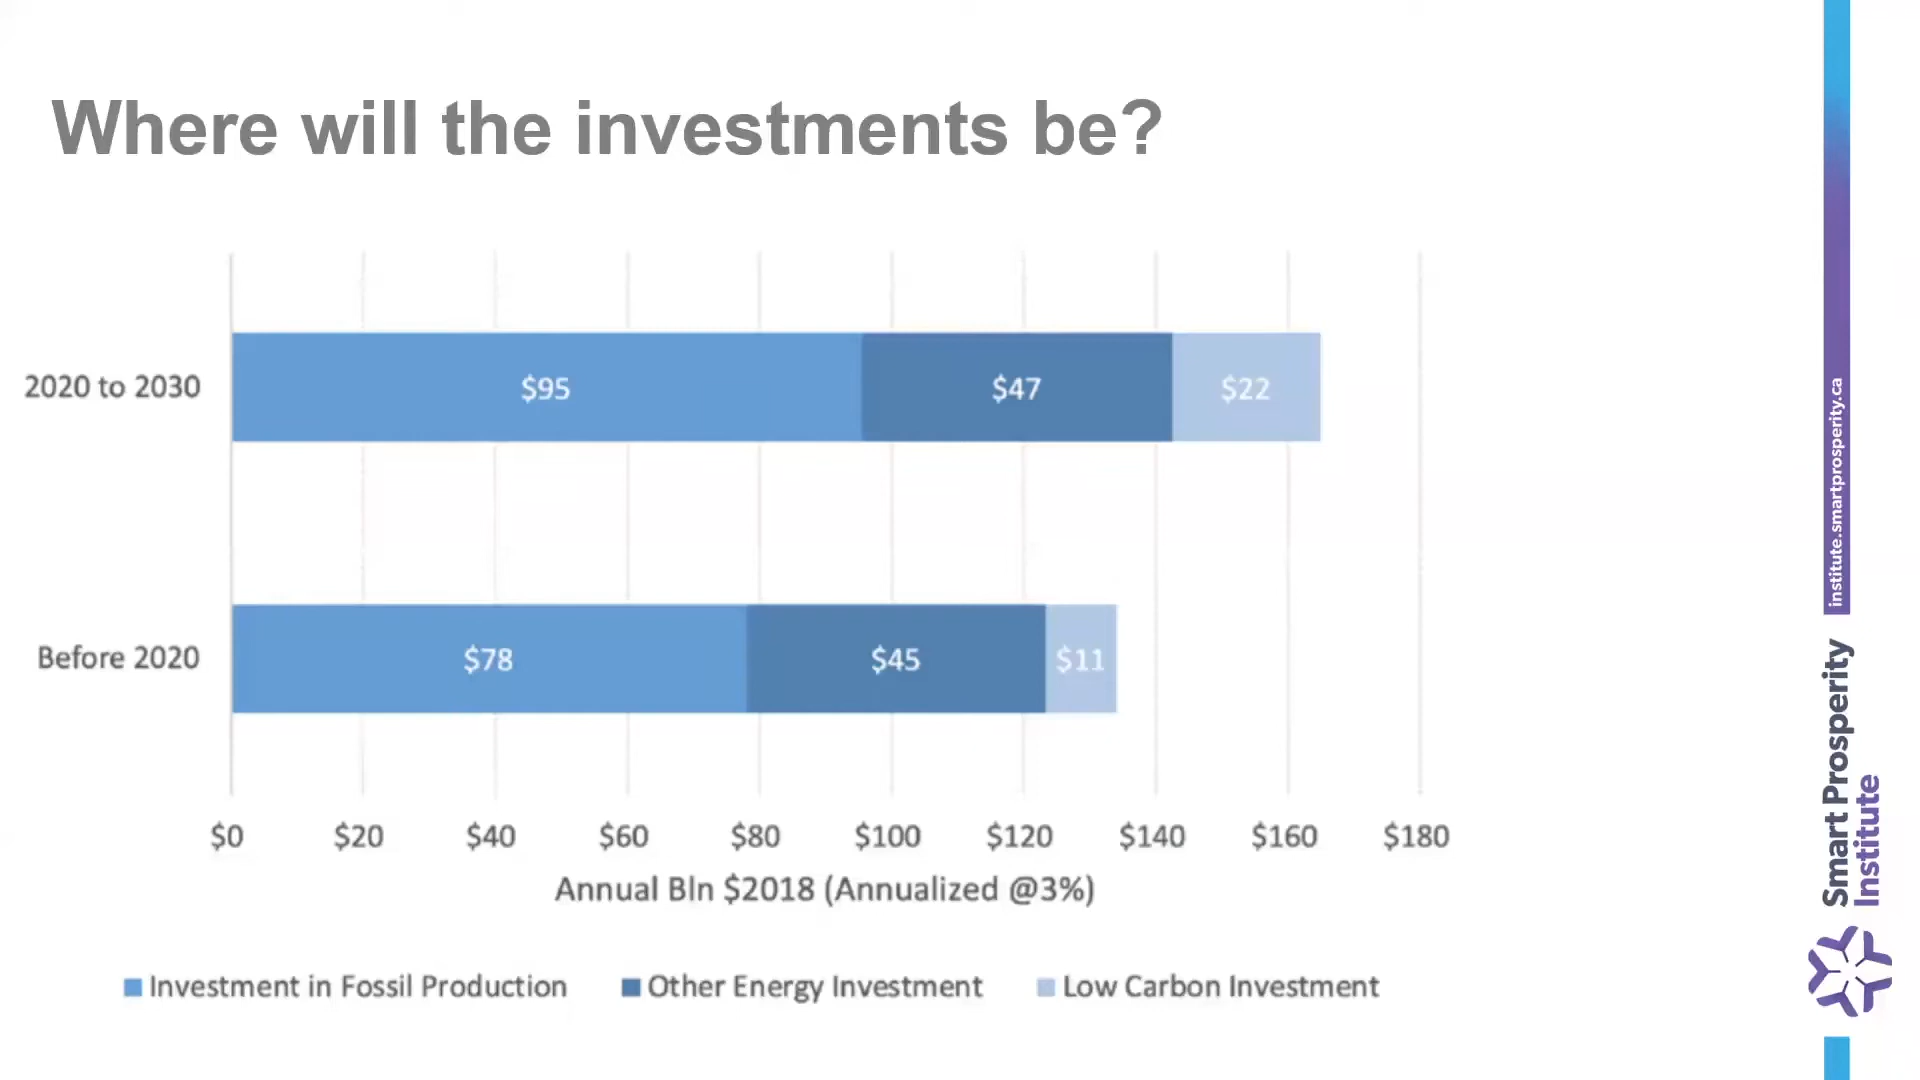 Where will the investments be?
2020 to 2030
$95
$47
$22
Before 2020
$78
$45
$11
$0 $20 $40 $60 $80 $100 $120 $140 $160 $180
Annual Bln $2018 (Annualized @3%)
Investment in Fossil Production Other Energy Investment Low Carbon Investment
institute.smartprosperity.ca
Smart Prosperity
Institute